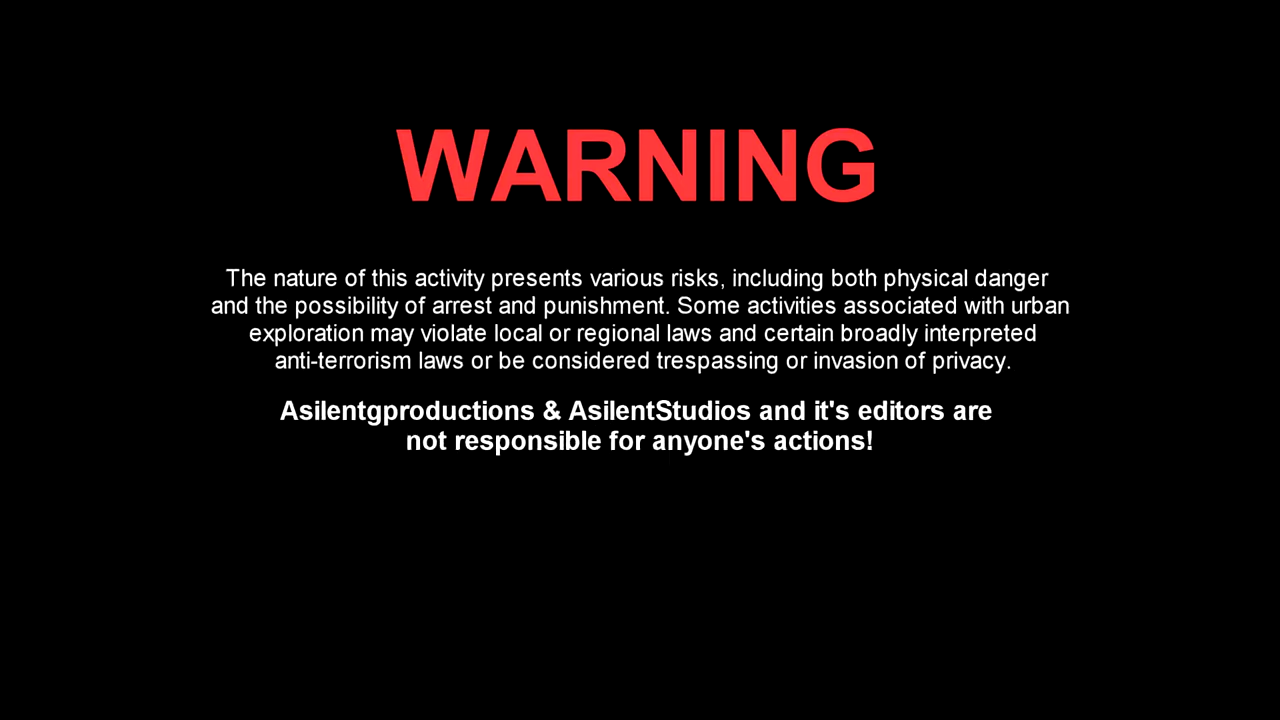 WARNING
The nature of this activity presents various risks, including both physical danger
and the possibility of arrest and punishment. Some activities associated with urban
exploration may violate local or regional laws and certain broadly interpreted
anti-terrorism laws or be considered trespassing or invasion of privacy.
Asilentgproductions & AsilentStudios and it's editors are
not responsible for anyone's actions!